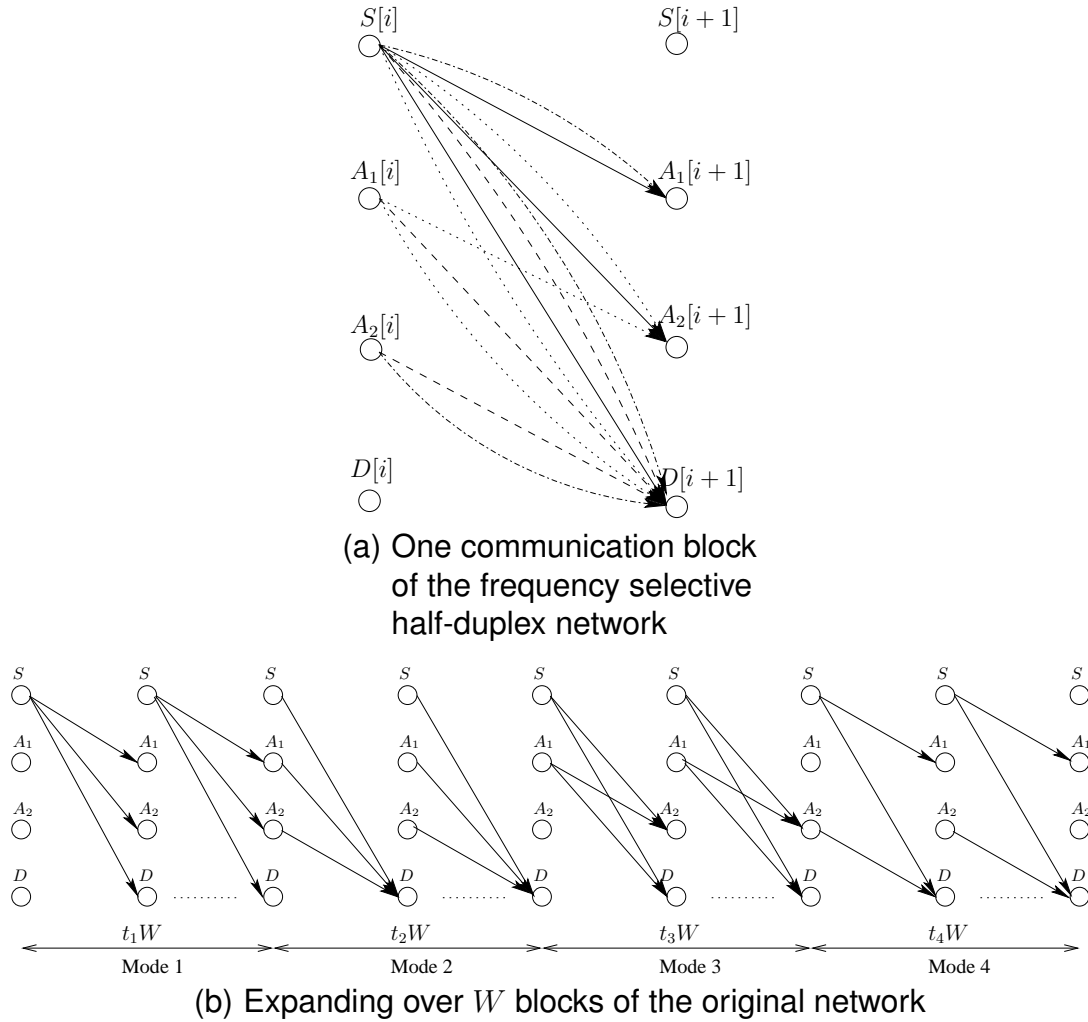 S[i] S[i + 1]
A_1[i] A_1[i + 1]
A_2[i] A_2[i + 1]
D[i] D[i + 1]
(a) One communication block
of the frequency selective
half-duplex network
S S S S S S S S S
A_1 A_1 A_1 A_1 A_1 A_1 A_1 A_1 A_1
A_2 A_2 A_2 A_2 A_2 A_2 A_2 A_2 A_2
D D D D D D D D D
t_1W t_2W t_3W t_4W
Mode 1 Mode 2 Mode 3 Mode 4
(b) Expanding over W blocks of the original network